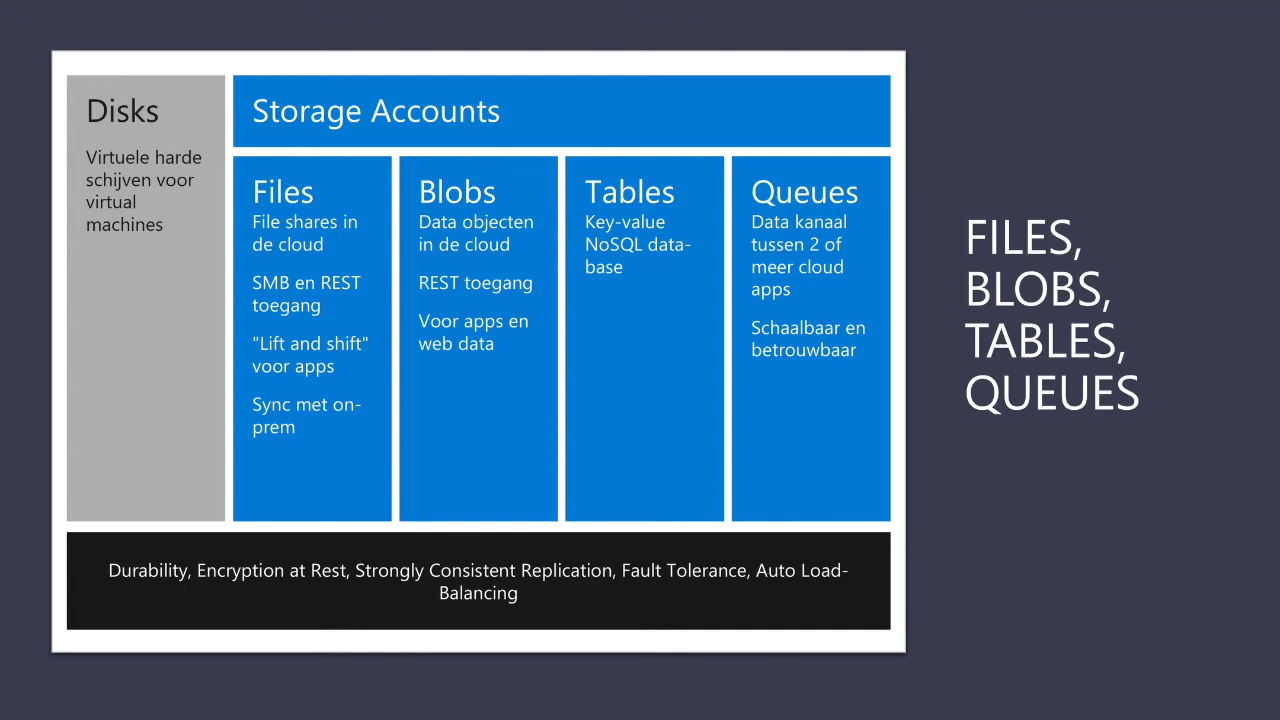 Disks
Virtuele harde
schijven voor
virtual
machines
Storage Accounts
Files
File shares in
de cloud
SMB en REST
toegang
"Lift and shift"
voor apps
Sync met on-
prem
Blobs
Data objecten
in de cloud
REST toegang
Voor apps en
web data
Tables
Key-value
NoSQL data-
base
Queues
Data kanaal
tussen 2 of
meer cloud
apps
Schaalbaar en
betrouwbaar
Durability, Encryption at Rest, Strongly Consistent Replication, Fault Tolerance, Auto Load-
Balancing
FILES,
BLOBS,
TABLES,
QUEUES